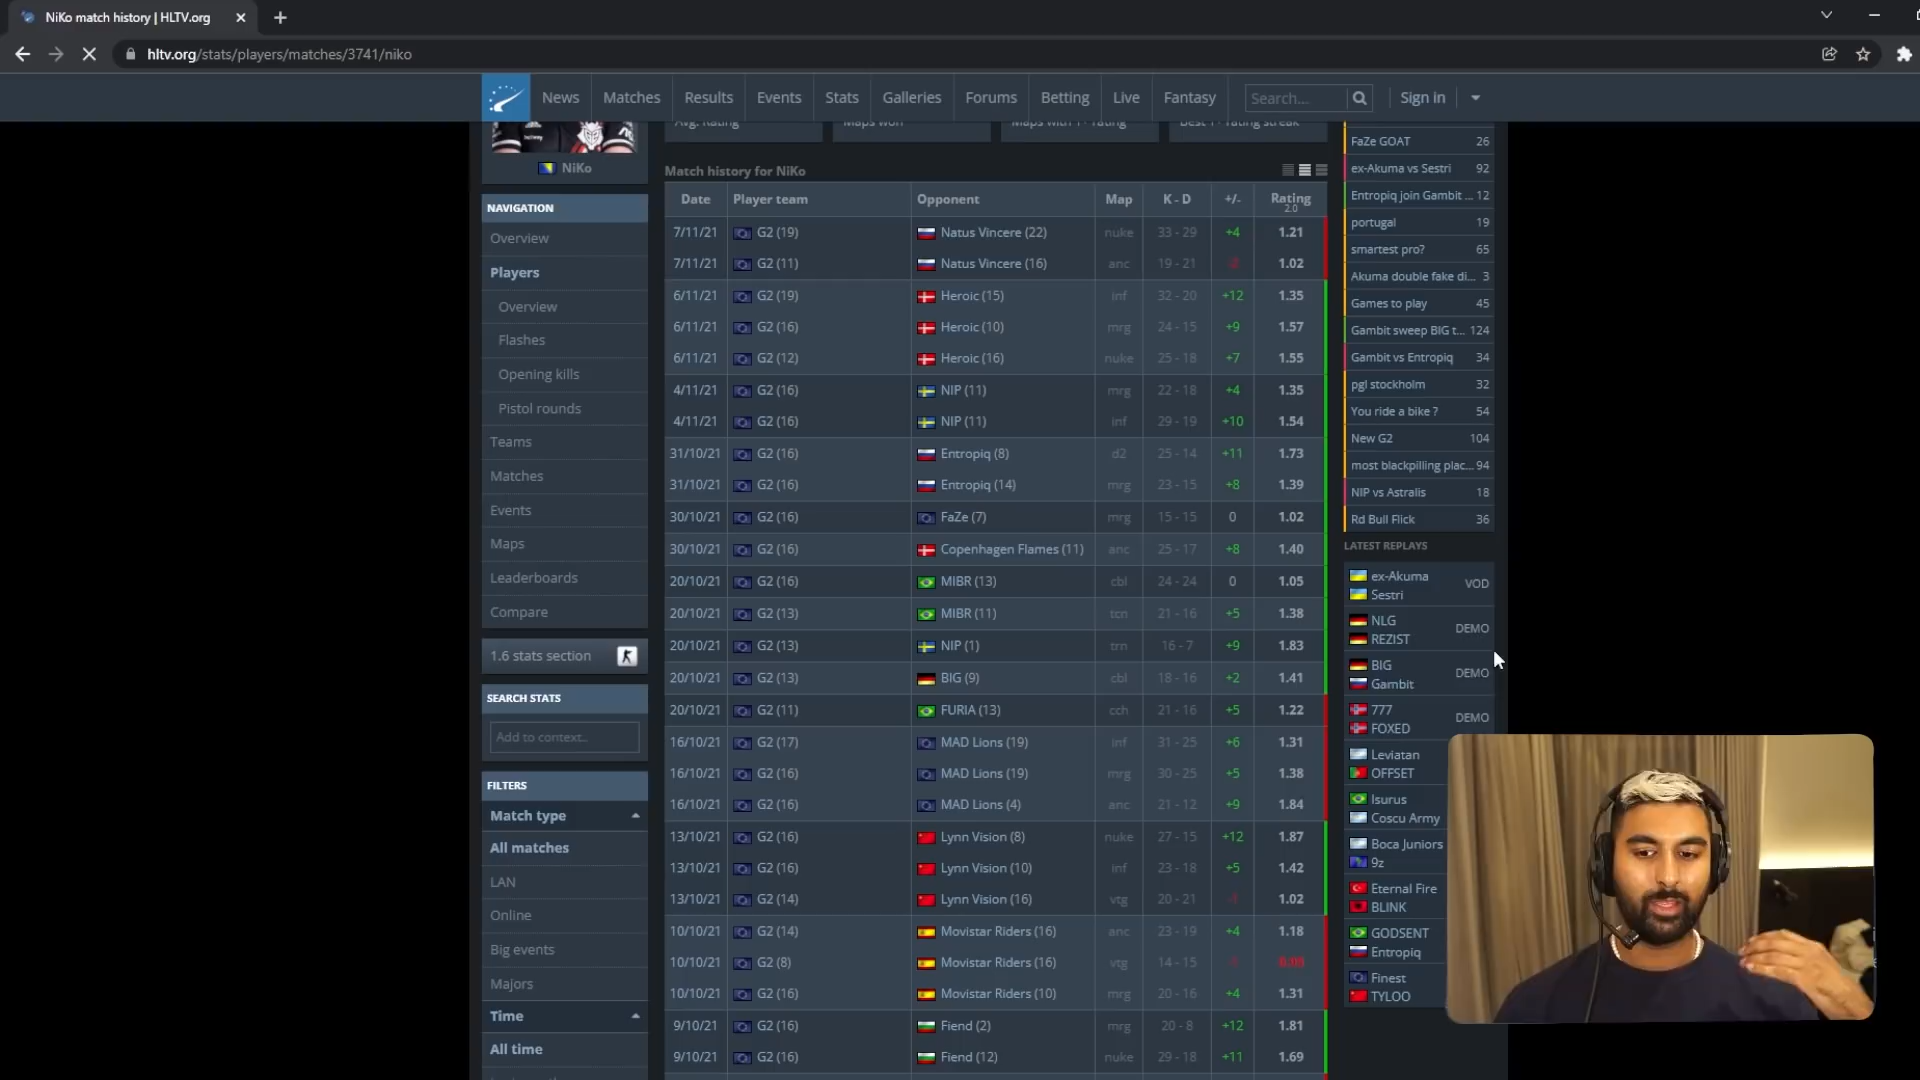 NiKo match history | HLTV.org
hltv.org/stats/players/matches/3741/niko
News Matches Results Events Stats Galleries Forums Betting Live Fantasy Search... Sign in
NiKo
NAVIGATION
Overview
Players
Overview
Flashes
Opening kills
Pistol rounds
Teams
Matches
Events
Maps
Leaderboards
Compare
1.6 stats section
SEARCH STATS
Add to context..
FILTERS
Match type
All matches
LAN
Online
Big events
Majors
Time
All time
Avg. Rating Maps won Maps with 1+ rating Best 1+ rating streak
Match history for NiKo
Date Player team Opponent Map K - D +/- Rating 2.0
7/11/21 G2 (19) Natus Vincere (22) nuke 33 - 29 +4 1.21
7/11/21 G2 (11) Natus Vincere (16) anc 19 - 21 -2 1.02
6/11/21 G2 (19) Heroic (15) inf 32 - 20 +12 1.35
6/11/21 G2 (16) Heroic (10) mrg 24 - 15 +9 1.57
6/11/21 G2 (12) Heroic (16) nuke 25 - 18 +7 1.55
4/11/21 G2 (16) NIP (11) mrg 22 - 18 +4 1.35
4/11/21 G2 (16) NIP (11) inf 29 - 19 +10 1.54
31/10/21 G2 (16) Entropiq (8) d2 25 - 14 +11 1.73
31/10/21 G2 (16) Entropiq (14) mrg 23 - 15 +8 1.39
30/10/21 G2 (16) FaZe (7) mrg 15 - 15 0 1.02
30/10/21 G2 (16) Copenhagen Flames (11) anc 25 - 17 +8 1.40
20/10/21 G2 (16) MIBR (13) cbl 24 - 24 0 1.05
20/10/21 G2 (13) MIBR (11) tcn 21 - 16 +5 1.38
20/10/21 G2 (13) NIP (1) trn 16 - 7 +9 1.83
20/10/21 G2 (13) BIG (9) cbl 18 - 16 +2 1.41
20/10/21 G2 (11) FURIA (13) cch 21 - 16 +5 1.22
16/10/21 G2 (17) MAD Lions (19) inf 31 - 25 +6 1.31
16/10/21 G2 (16) MAD Lions (19) mrg 30 - 25 +5 1.38
16/10/21 G2 (16) MAD Lions (4) anc 21 - 12 +9 1.84
13/10/21 G2 (16) Lynn Vision (8) nuke 27 - 15 +12 1.87
13/10/21 G2 (16) Lynn Vision (10) inf 23 - 18 +5 1.42
13/10/21 G2 (14) Lynn Vision (16) vtg 20 - 21 -1 1.02
10/10/21 G2 (14) Movistar Riders (16) anc 23 - 19 +4 1.18
10/10/21 G2 (8) Movistar Riders (16) vtg 14 - 15 -1
10/10/21 G2 (16) Movistar Riders (10) mrg 20 - 16 +4 1.31
9/10/21 G2 (16) Fiend (2) mrg 20 - 8 +12 1.81
9/10/21 G2 (16) Fiend (12) nuke 29 - 18 +11 1.69
FaZe GOAT 26
ex-Akuma vs Sestri 92
Entropiq join Gambit ... 12
portugal 19
smartest pro? 65
Akuma double fake di... 3
Games to play 45
Gambit sweep BIG t... 124
Gambit vs Entropiq 34
pgl stockholm 32
You ride a bike ? 54
New G2 104
most blackpilling plac... 94
NIP vs Astralis 18
Rd Bull Flick 36
LATEST REPLAYS
ex-Akuma
Sestri VOD
NLG
REZIST DEMO
BIG
Gambit DEMO
777
FOXED DEMO
Leviatan
OFFSET
Isurus
Coscu Army
Boca Juniors
9z
Eternal Fire
BLINK
GODSENT
Entropiq
Finest
TYLOO